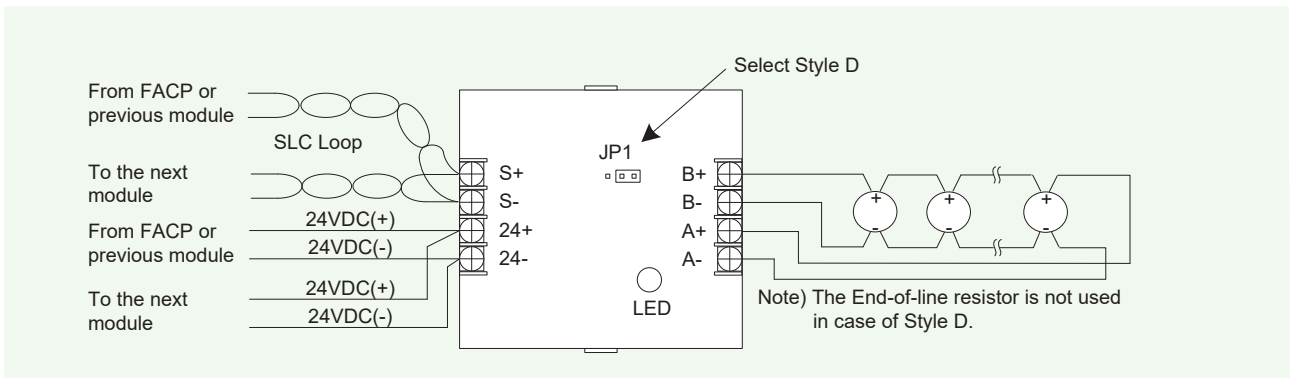 Select Style D
From FACP or
previous module
SLC Loop
To the next
module
24VDC(+)
From FACP or
previous module
24VDC(-)
24VDC(+)
To the next
module
24VDC(-)
JP1
S+
S-
24+
24-
B+
B-
A+
A-
LED
+
-
+
-
+
-
Note) The End-of-line resistor is not used
in case of Style D.